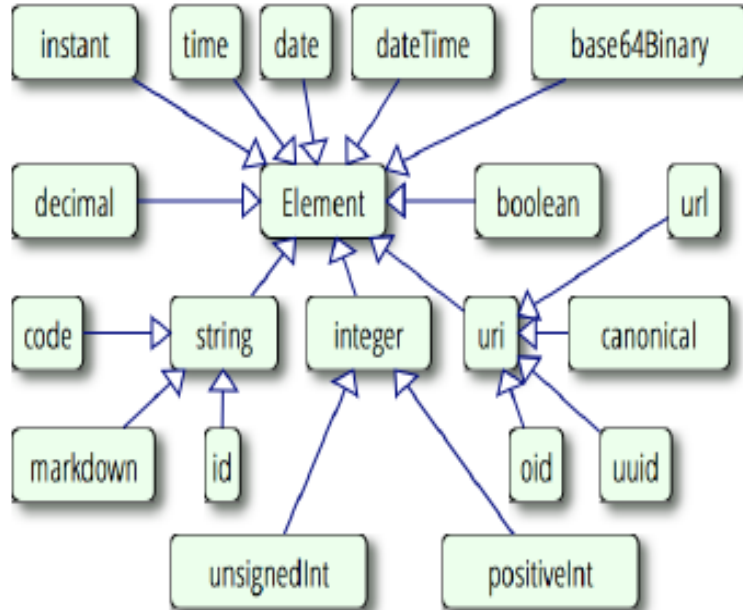 instant
time
date
dateTime
base64Binary
decimal
Element
boolean
url
code
string
integer
uri
canonical
markdown
id
oid
uuid
unsignedInt
positiveInt